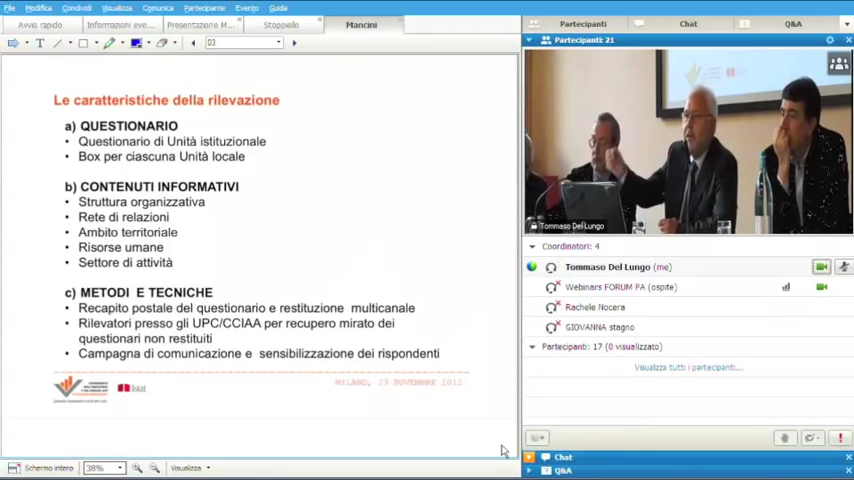 File Modifica Condividi Visualizza Comunica Partecipante Evento Guida
Avvio rapido Informazioni eve... Presentazione M... Stoppiello Mancini
T 03
Le caratteristiche della rilevazione
a) QUESTIONARIO
• Questionario di Unità istituzionale
• Box per ciascuna Unità locale
b) CONTENUTI INFORMATIVI
• Struttura organizzativa
• Rete di relazioni
• Ambito territoriale
• Risorse umane
• Settore di attività
c) METODI E TECNICHE
• Recapito postale del questionario e restituzione multicanale
• Rilevatori presso gli UPC/CCIAA per recupero mirato dei
questionari non restituiti
• Campagna di comunicazione e sensibilizzazione dei rispondenti
Istat
MILANO, 23 NOVEMBRE 2012
Schermo intero 38% Visualizza
Partecipanti Chat Q&A
Partecipanti: 21
Tommaso Del Lungo
Coordinatori: 4
Tommaso Del Lungo (me)
Webinars FORUM PA (ospite)
Rachele Nocera
GIOVANNA stagno
Partecipanti: 17 (0 visualizzato)
Visualizza tutti i partecipanti...
Chat
Q&A